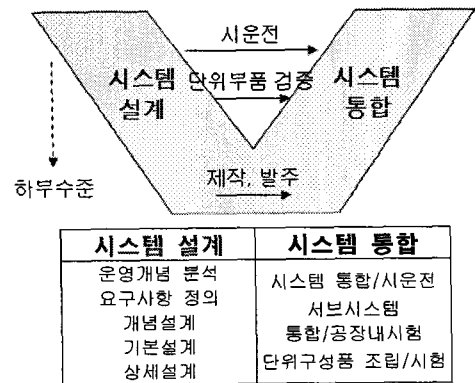 시운전
시스템 설계
단위부품 검증
시스템 통합
하부수준
제작, 발주
시스템 설계
시스템 통합
운영개념 분석
요구사항 정의
개념설계
기본설계
상세설계
시스템 통합/시운전
서브시스템
통합/공장내시험
단위구성품 조립/시험